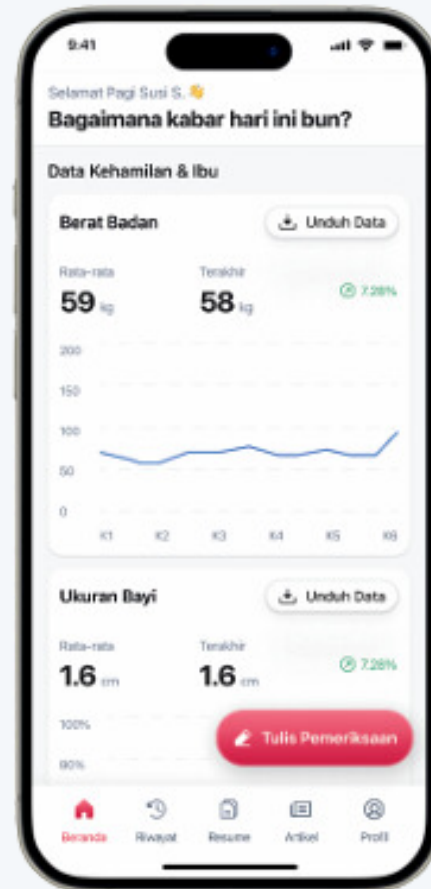 9:41
Selamat Pagi Susi S. 👋
Bagaimana kabar hari ini bun?
Data Kehamilan & Ibu
Berat Badan
Unduh Data
Rata-rata
Terakhir
59 kg
58 kg
7.28%
200
150
100
50
0
K1 K2 K3 K4 K5 K6
Ukuran Bayi
Unduh Data
Rata-rata
Terakhir
1.6 cm
1.6 cm
7.28%
100%
80%
Tulis Pemeriksaan
Beranda Riwayat Resume Artikel Profil